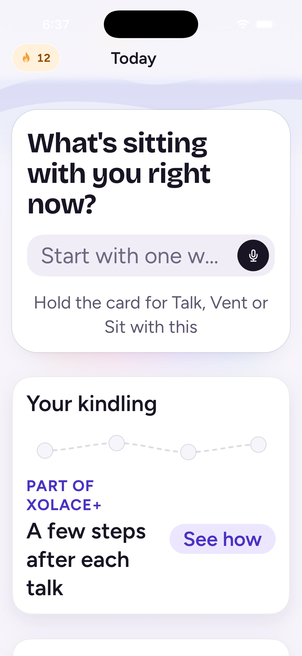 6:37
12
Today
What's sitting
with you right
now?
Start with one w...
Hold the card for Talk, Vent or
Sit with this
Your kindling
PART OF
XOLACE+
A few steps
after each
talk
See how